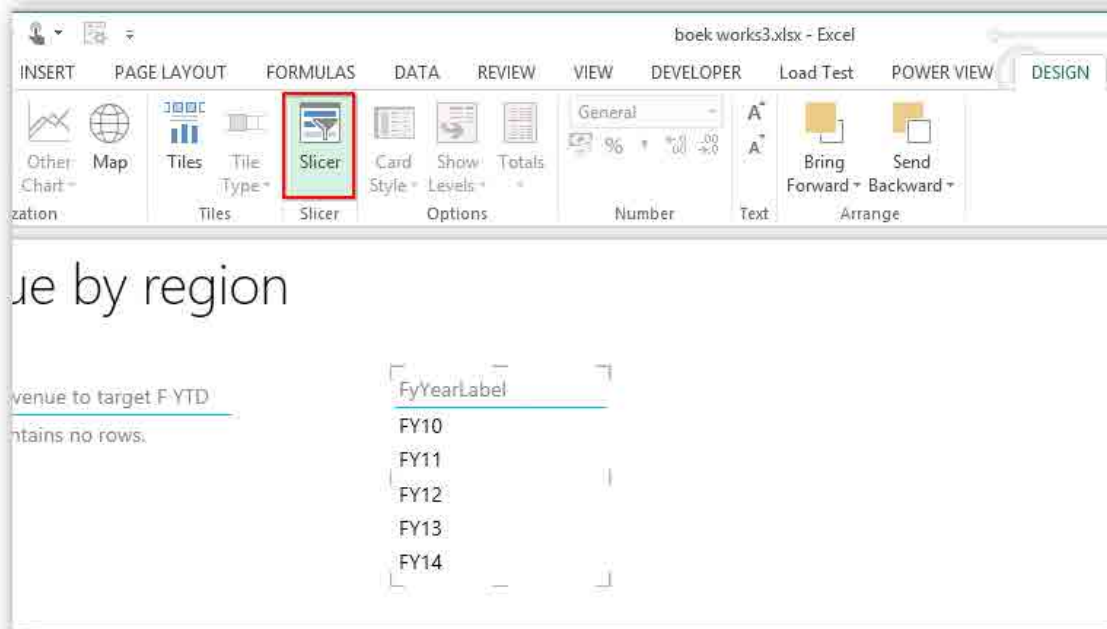 boek works3.xlsx - Excel
INSERT PAGE LAYOUT FORMULAS DATA REVIEW VIEW DEVELOPER Load Test POWER VIEW DESIGN
Other Chart
Map
Tiles
Tile Type
Slicer
Card Style
Show Levels
Totals
General
%
.00
A
A
Bring Forward
Send Backward
zation Tiles Slicer Options Number Text Arrange
ue by region
venue to target F YTD
ntains no rows.
FyYearLabel
FY10
FY11
FY12
FY13
FY14